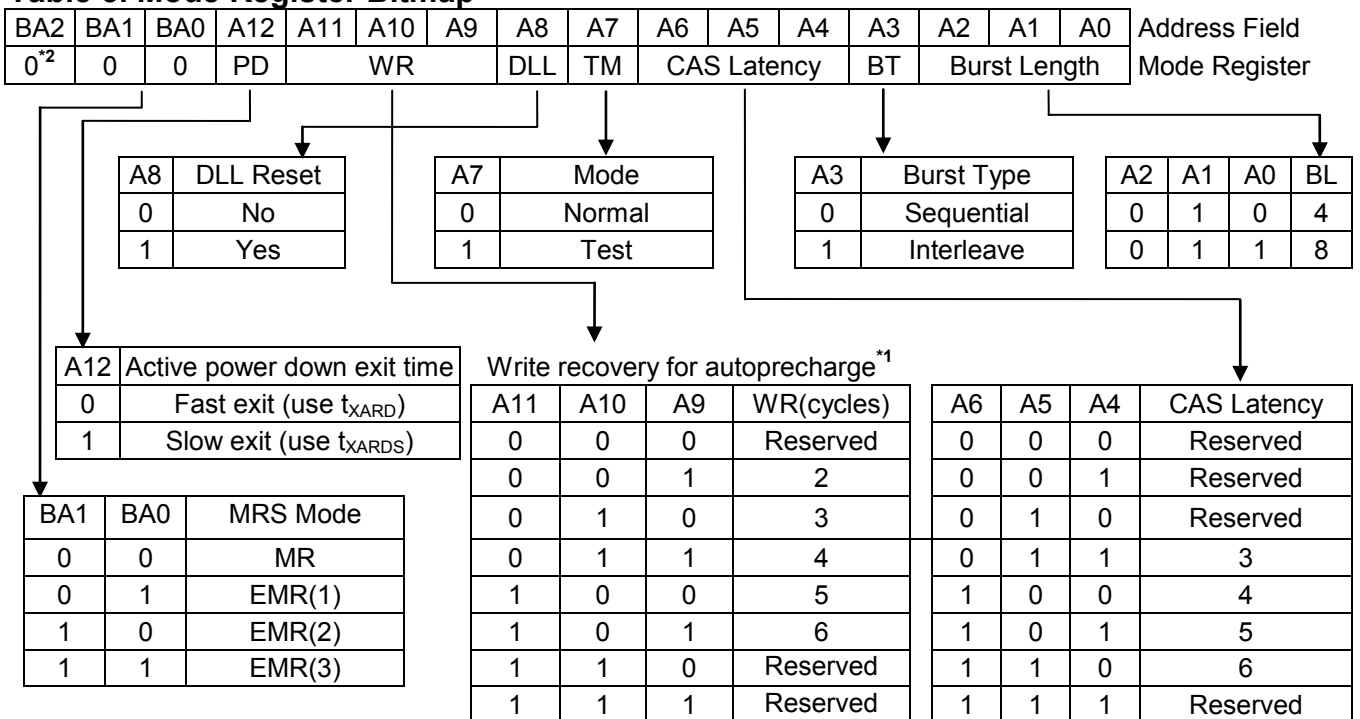 Table 6. Mode Register Bitmap
BA2 BA1 BA0 A12 A11 A10 A9 A8 A7 A6 A5 A4 A3 A2 A1 A0 Address Field
0*2 0 0 PD WR DLL TM CAS Latency BT Burst Length Mode Register
A8 DLL Reset
0 No
1 Yes
A7 Mode
0 Normal
1 Test
A3 Burst Type
0 Sequential
1 Interleave
A2 A1 A0 BL
0 1 0 4
0 1 1 8
A12 Active power down exit time
0 Fast exit (use tXARD)
1 Slow exit (use tXARDS)
BA1 BA0 MRS Mode
0 0 MR
0 1 EMR(1)
1 0 EMR(2)
1 1 EMR(3)
Write recovery for autoprecharge*1
A11 A10 A9 WR(cycles)
0 0 0 Reserved
0 0 1 2
0 1 0 3
0 1 1 4
1 0 0 5
1 0 1 6
1 1 0 Reserved
1 1 1 Reserved
A6 A5 A4 CAS Latency
0 0 0 Reserved
0 0 1 Reserved
0 1 0 Reserved
0 1 1 3
1 0 0 4
1 0 1 5
1 1 0 6
1 1 1 Reserved